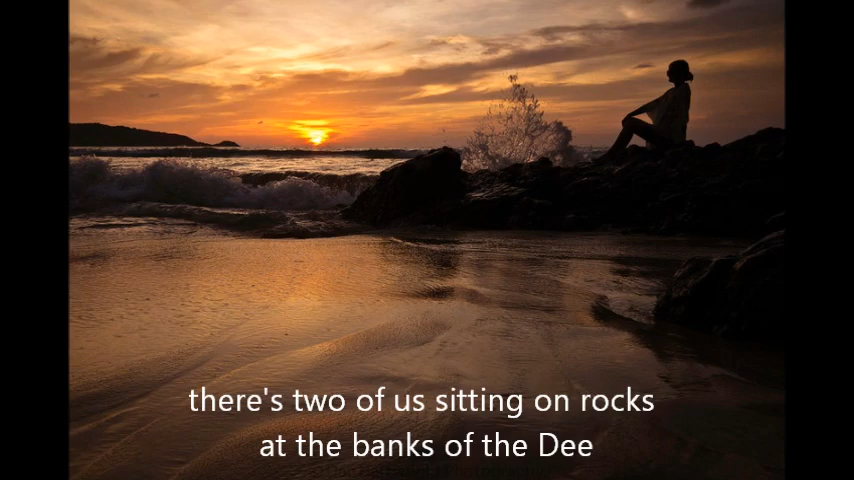 there's two of us sitting on rocks
at the banks of the Dee